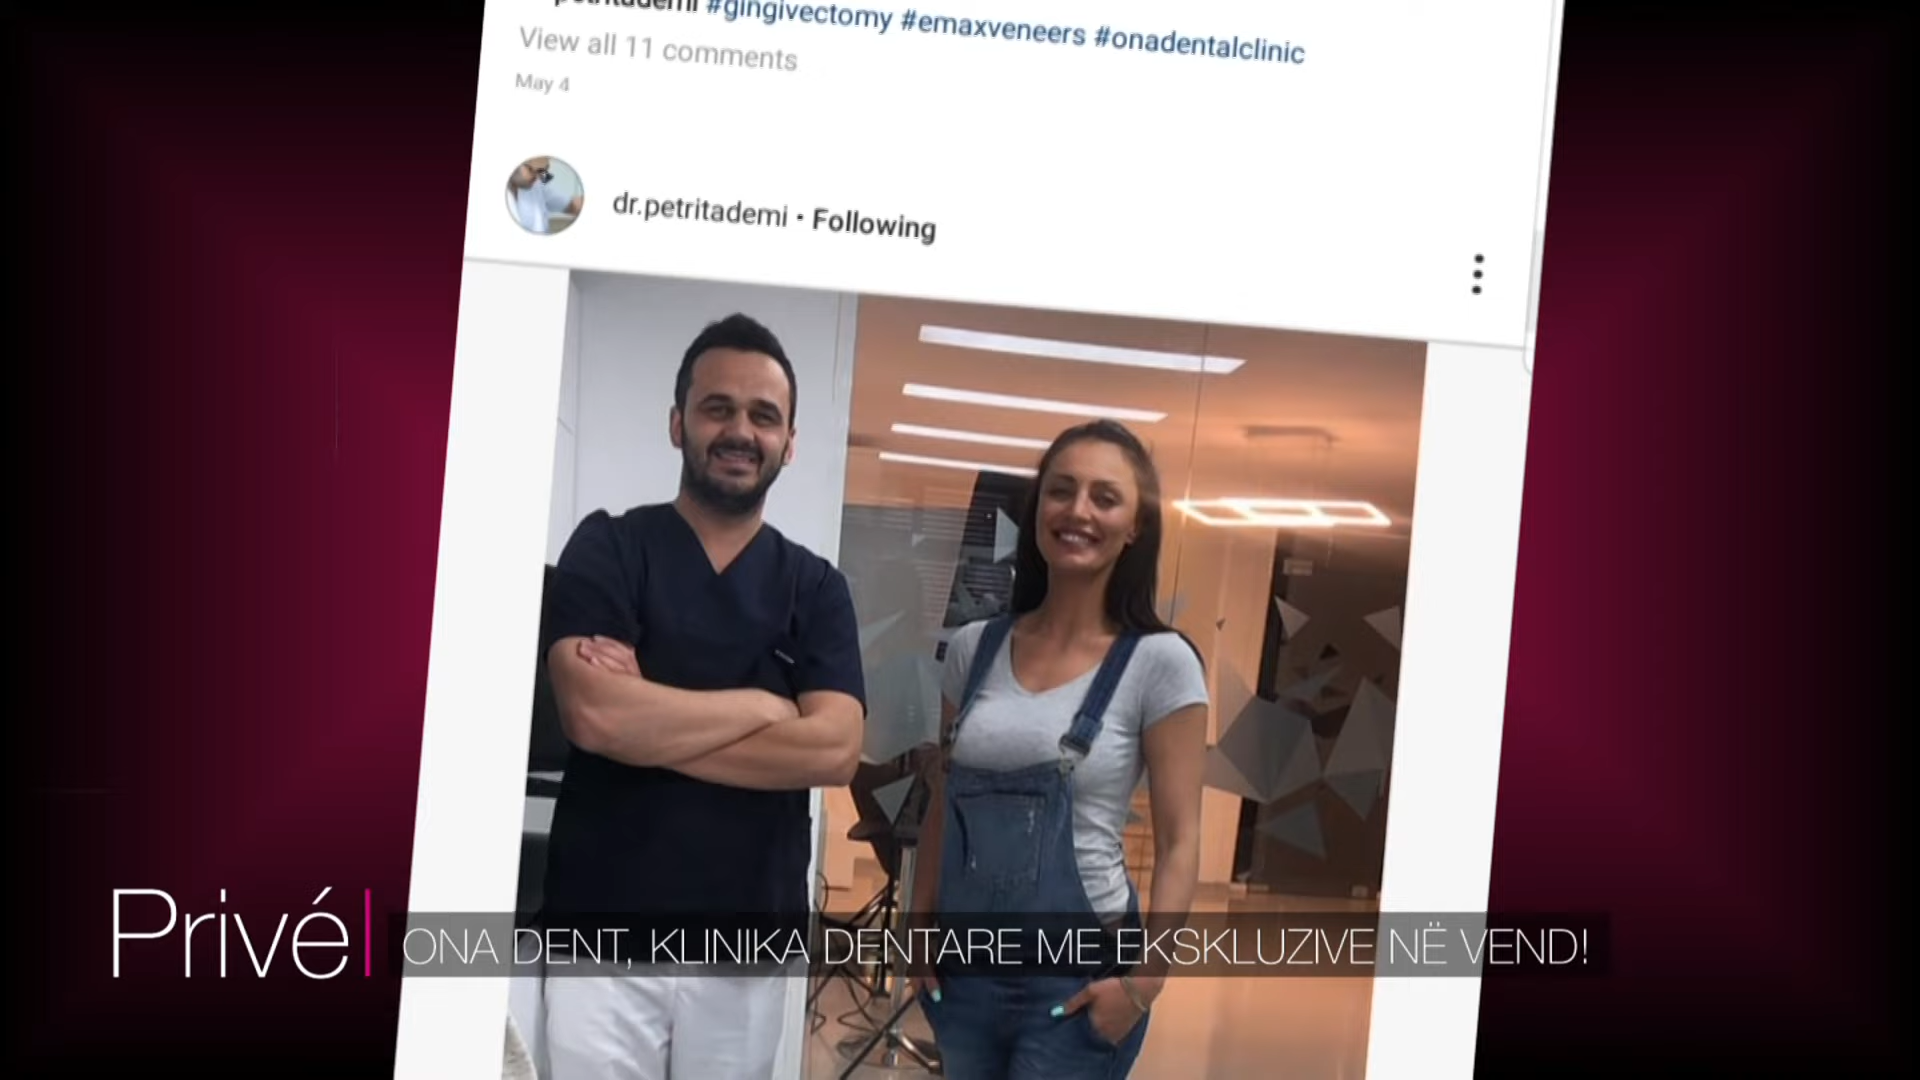 #gingivectomy #emaxveneers #onadentalclinic
View all 11 comments
May 4
dr.petritademi • Following
Privé
ONA DENT, KLINIKA DENTARE ME EKSKLUZIVE NË VEND!